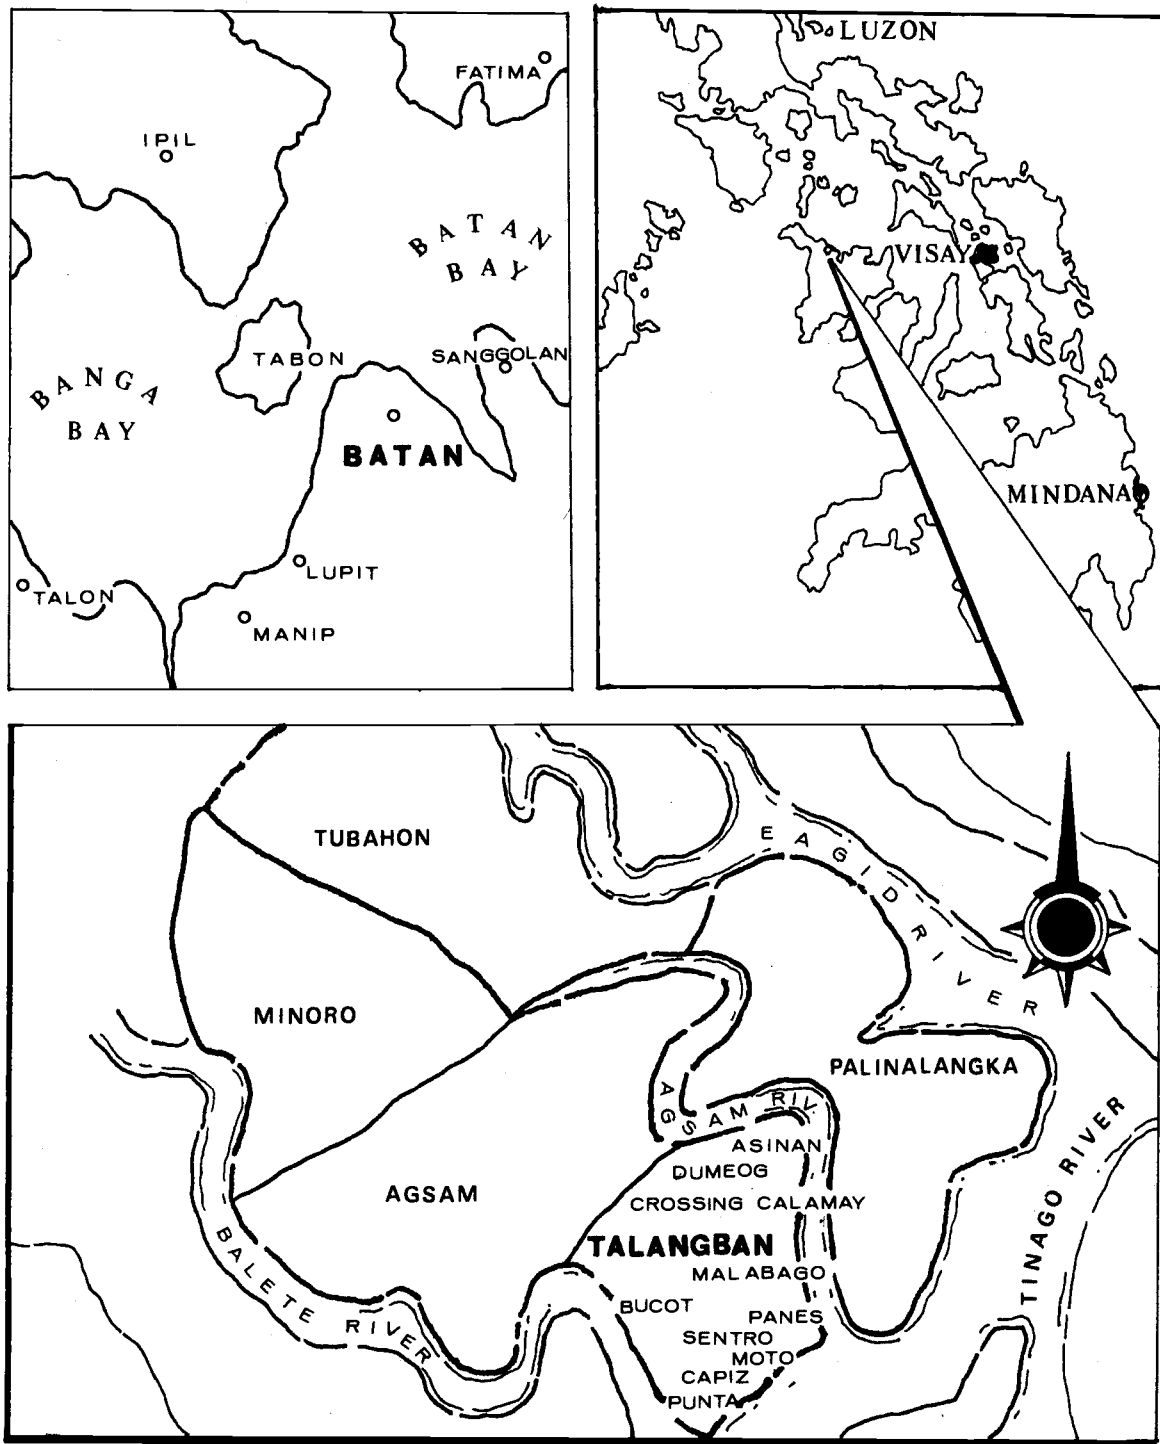 FATIMA
IPIL
BATAN
BAY
TABON
SANGGOLAN
BANGA
BAY
BATAN
LUPIT
TALON
MANIP
LUZON
VISAY
MINDANAO
TUBAHON
EAGID RIVER
MINORO
PALINALANGKA
AGSAM RIV
ASINAN
DUMEOG
AGSAM
CROSSING CALAMAY
TALANGBAN
MALABAGO
BUCOT
PANES
SENTRO
MOTO
CAPIZ
PUNTA
BALETE RIVER
TINAGO RIVER